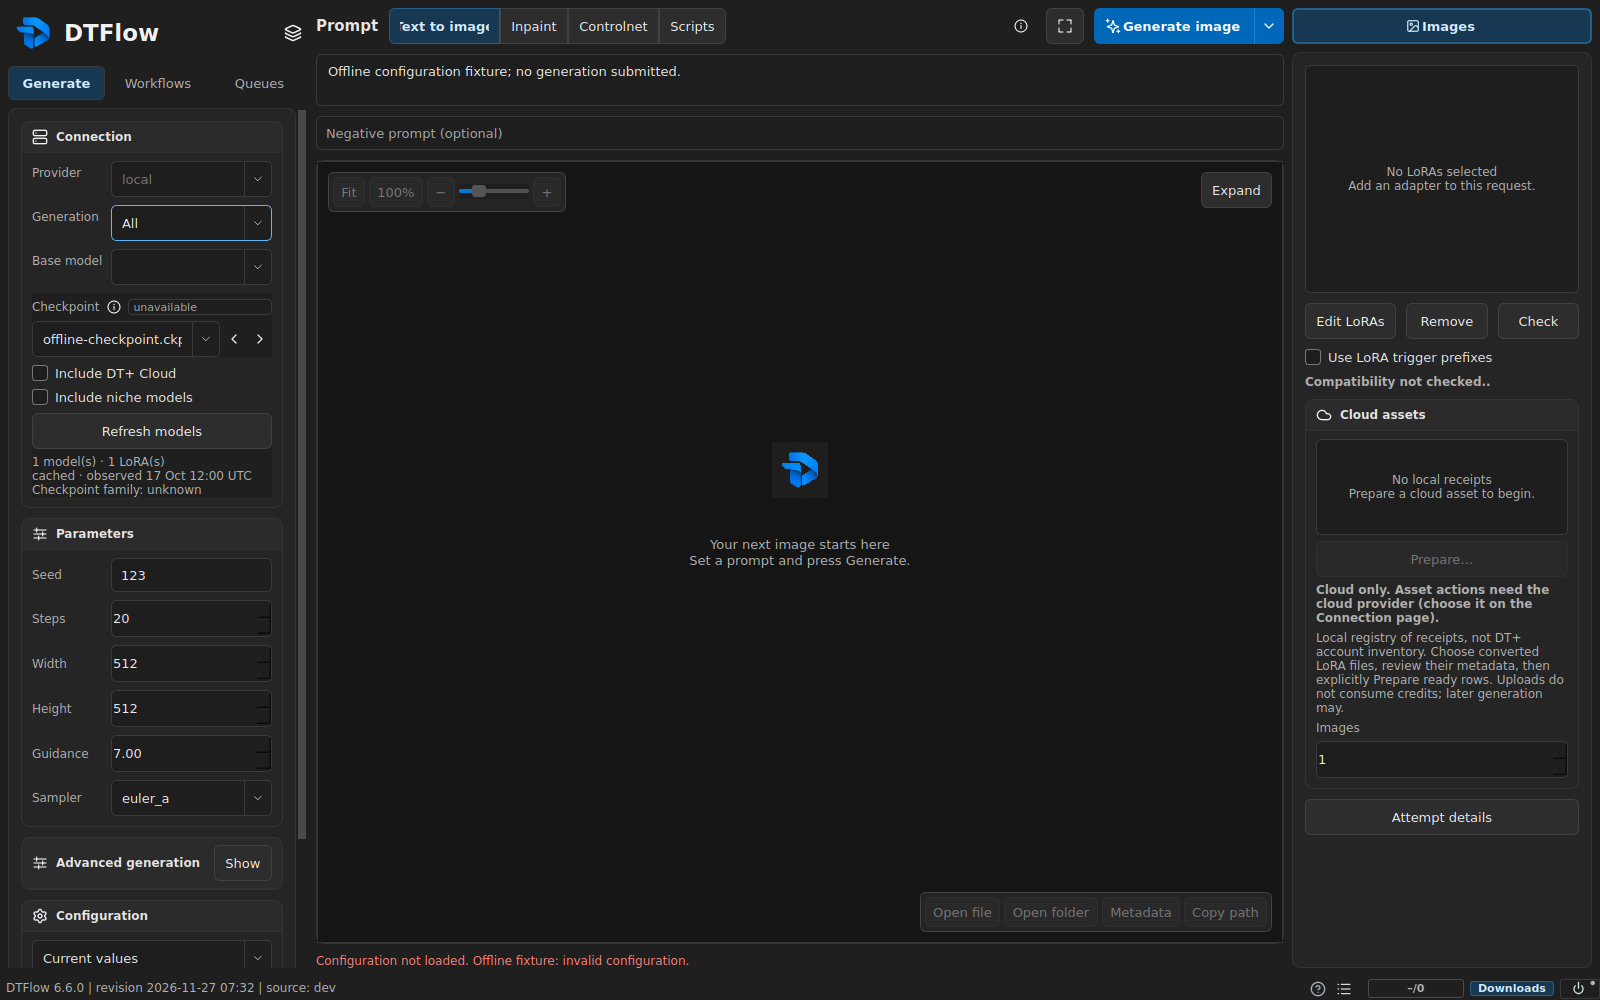 DTFlow
Generate
Workflows
Queues
Connection
Provider
local
Generation
All
Base model
Checkpoint
unavailable
offline-checkpoint.ckp
Include DT+ Cloud
Include niche models
Refresh models
1 model(s) · 1 LoRA(s)
cached · observed 17 Oct 12:00 UTC
Checkpoint family: unknown
Parameters
Seed
123
Steps
20
Width
512
Height
512
Guidance
7.00
Sampler
euler_a
Advanced generation
Show
Configuration
Current values
Prompt
Text to image
Inpaint
Controlnet
Scripts
Generate image
Offline configuration fixture; no generation submitted.
Negative prompt (optional)
Fit
100%
−
+
Expand
Your next image starts here
Set a prompt and press Generate.
Open file
Open folder
Metadata
Copy path
Configuration not loaded. Offline fixture: invalid configuration.
Images
No LoRAs selected
Add an adapter to this request.
Edit LoRAs
Remove
Check
Use LoRA trigger prefixes
Compatibility not checked..
Cloud assets
No local receipts
Prepare a cloud asset to begin.
Prepare...
Cloud only. Asset actions need the
cloud provider (choose it on the
Connection page).
Local registry of receipts, not DT+
account inventory. Choose converted
LoRA files, review their metadata, then
explicitly Prepare ready rows. Uploads do
not consume credits; later generation
may.
Images
1
Attempt details
DTFlow 6.6.0 | revision 2026-11-27 07:32 | source: dev
-/0
Downloads